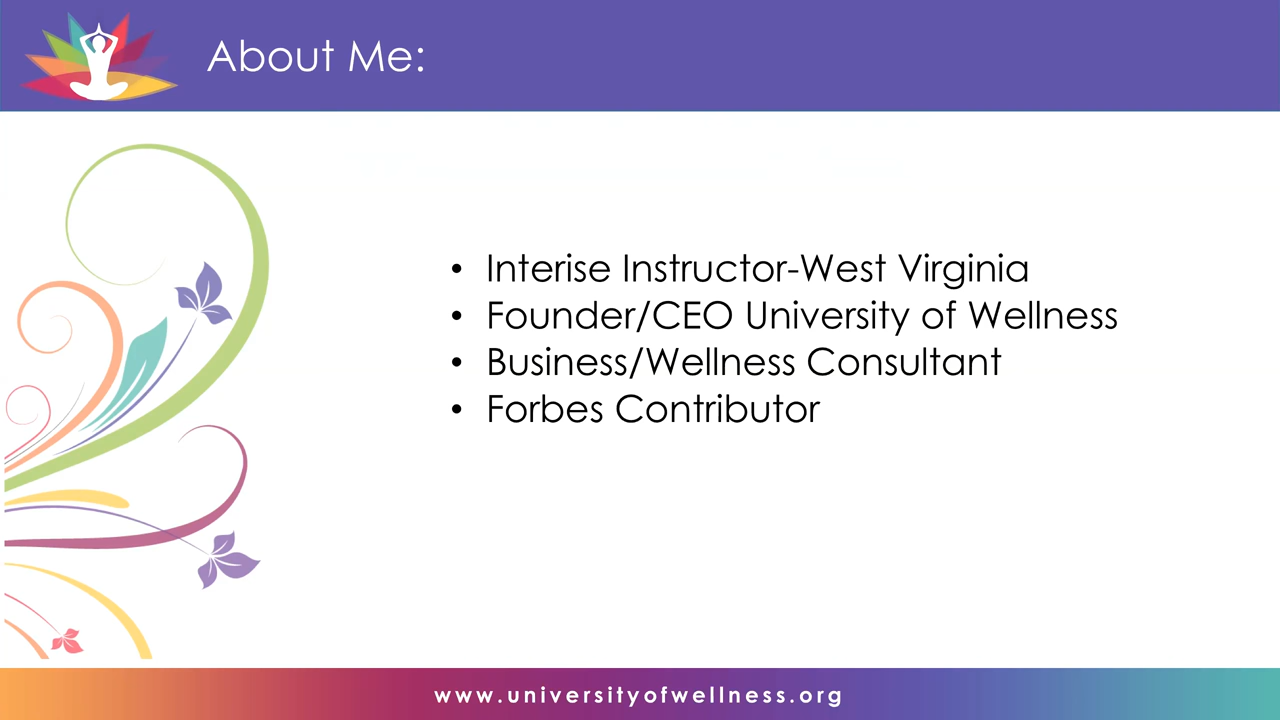 About Me:
• Interise Instructor-West Virginia
• Founder/CEO University of Wellness
• Business/Wellness Consultant
• Forbes Contributor
www.universityofwellness.org